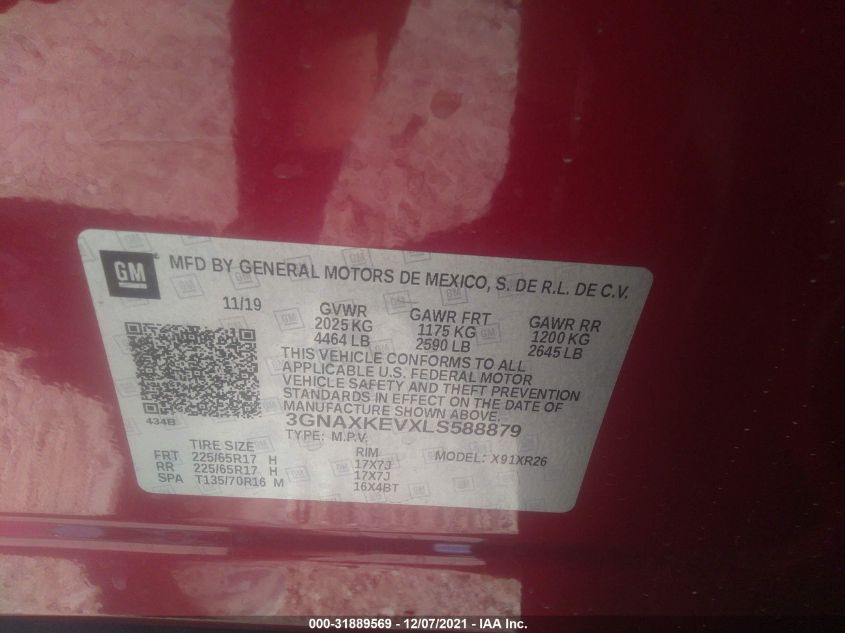 GM MFD BY GENERAL MOTORS DE MEXICO, S. DE R.L. DE C.V.
11/19 GVWR GAWR FRT GAWR RR
2025 KG 1175 KG 1200 KG
4464 LB 2590 LB 2645 LB
THIS VEHICLE CONFORMS TO ALL
APPLICABLE U.S. FEDERAL MOTOR
VEHICLE SAFETY AND THEFT PREVENTION
STANDARDS IN EFFECT ON THE DATE OF
MANUFACTURE SHOWN ABOVE.
434B 3GNAXKEVXLS588879
TYPE: M.P.V.
TIRE SIZE RIM MODEL: X91XR26
FRT 225/65R17 H 17X7J
RR 225/65R17 H 17X7J
SPA T135/70R16 M 16X4BT
000-31889569 - 12/07/2021 - IAA Inc.